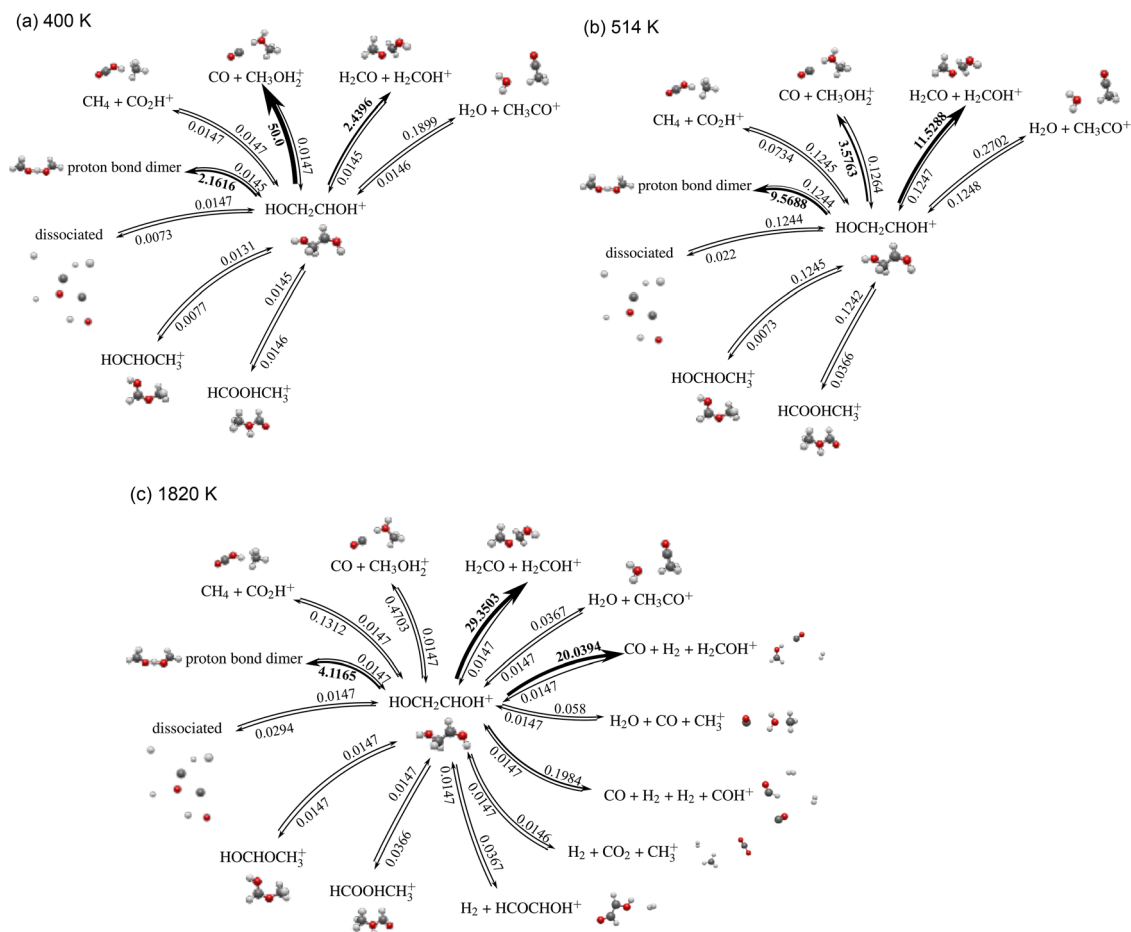 (a) 400 K
CO + CH3OH₂⁺
H2CO + H2COH⁺
CH₄ + CO₂H⁺
H₂O + CH₃CO⁺
0.0147
0.0147
50.0
0.0147
2.4396
0.0145
0.1899
0.0146
proton bond dimer
0.0145
2.1616
HOCH₂CHOH⁺
0.0147
0.0073
dissociated
0.0131
0.0077
0.0145
0.0146
HOCHOCH₃⁺
HCOOHCH₃⁺
(b) 514 K
CO + CH3OH₂⁺
H₂CO + H₂COH⁺
CH₄ + CO₂H⁺
H₂O + CH₃CO⁺
0.1245
0.0734
3.5763
0.1264
11.5288
0.1247
0.2702
0.1248
proton bond dimer
0.1244
9.5688
HOCH₂CHOH⁺
0.1244
0.022
dissociated
0.1245
0.0073
0.1242
0.0366
HOCHOCH₃⁺
HCOOHCH₃⁺
(c) 1820 K
CO + CH3OH₂⁺
H₂CO + H₂COH⁺
CH₄ + CO₂H⁺
H₂O + CH₃CO⁺
0.0147
0.1312
0.4703
0.0147
29.3503
0.0147
0.0367
0.0147
CO + H₂ + H₂COH⁺
20.0394
0.0147
proton bond dimer
0.0147
4.1165
HOCH₂CHOH⁺
0.058
0.0147
H₂O + CO + CH₃⁺
0.0147
0.0294
dissociated
0.1984
0.0147
CO + H₂ + H₂ + COH⁺
0.0147
0.0147
0.0147
0.0366
0.0147
0.0367
0.0147
0.0146
H₂ + CO₂ + CH₃⁺
HOCHOCH₃⁺
HCOOHCH₃⁺
H₂ + HCOCHOH⁺